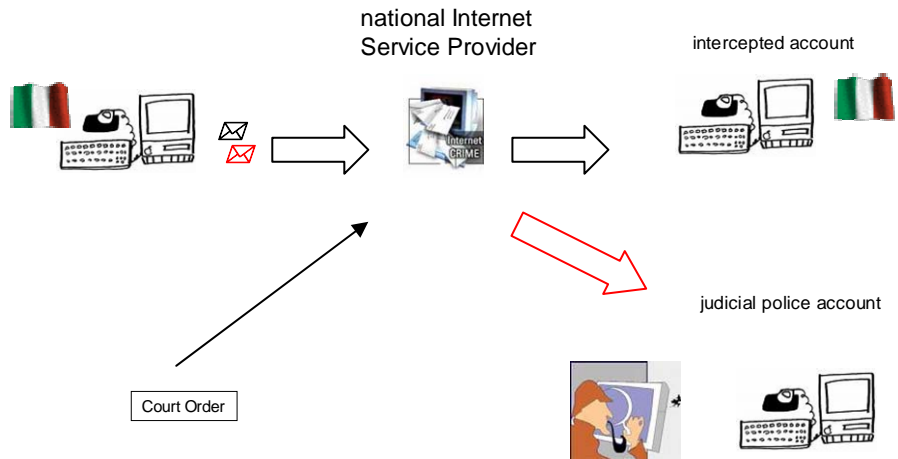 national Internet
Service Provider
intercepted account
Internet
CRIME
judicial police account
Court Order